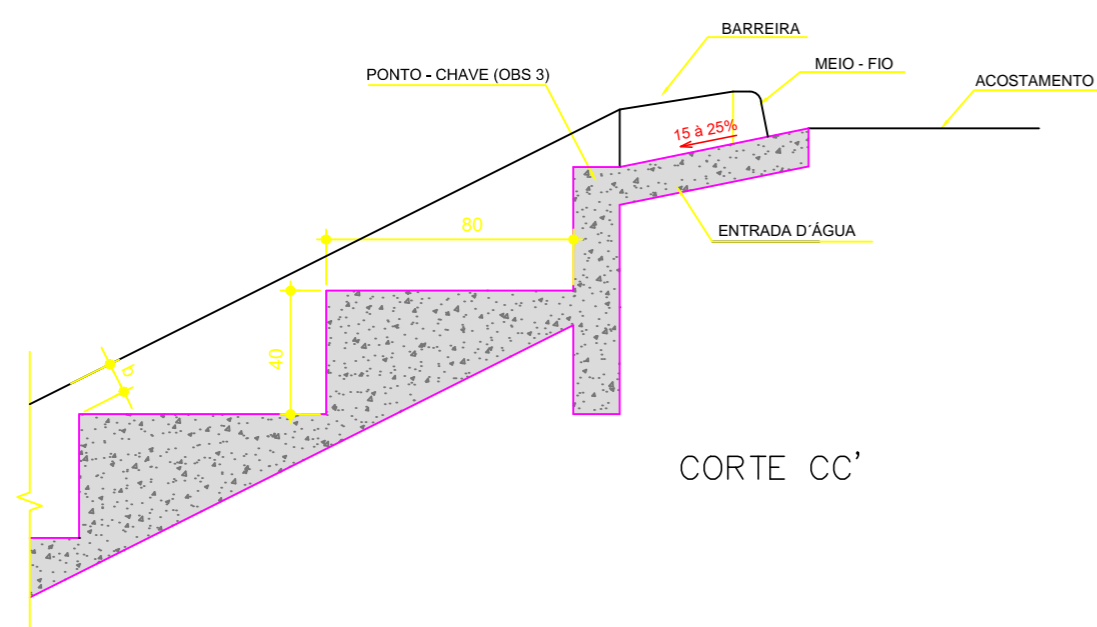 BARREIRA
MEIO - FIO
PONTO - CHAVE (OBS 3)
ACOSTAMENTO
15 à 25%
80
ENTRADA D´ÁGUA
40
CORTE CC'